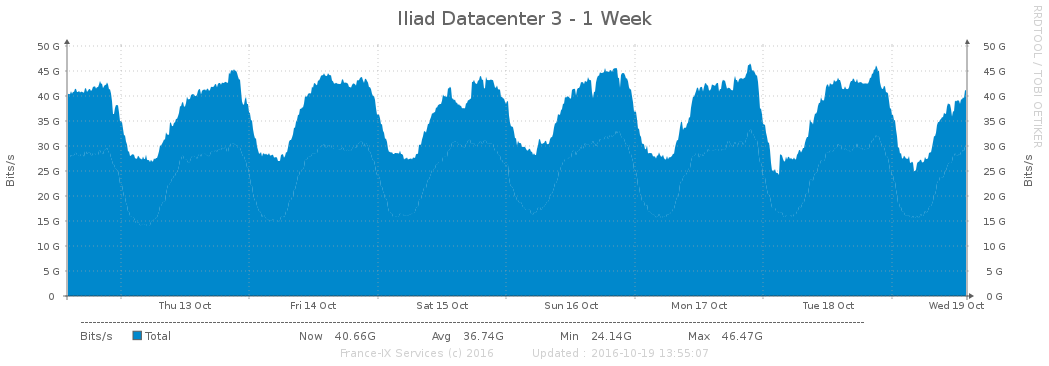 Iliad Datacenter 3 - 1 Week
RRDTOOL / TOBI OETIKER
50 G 50 G
45 G 45 G
40 G 40 G
35 G 35 G
30 G 30 G
25 G 25 G
20 G 20 G
15 G 15 G
10 G 10 G
5 G 5 G
0 0 G
Bits/s Bits/s
Thu 13 Oct Fri 14 Oct Sat 15 Oct Sun 16 Oct Mon 17 Oct Tue 18 Oct Wed 19 Oct
Bits/s Total Now 40.66G Avg 36.74G Min 24.14G Max 46.47G
France-IX Services (c) 2016 Updated : 2016-10-19 13:55:07